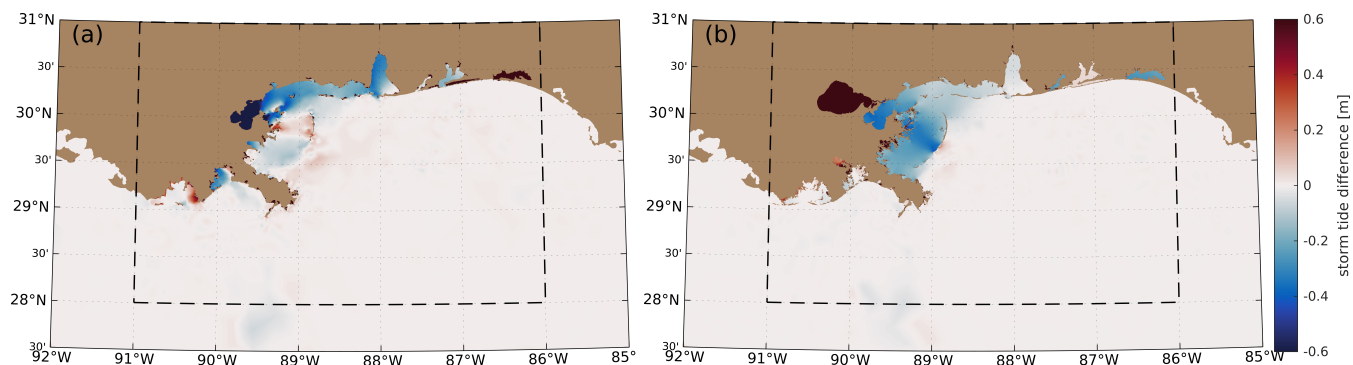 (a)
31°N
30'
30°N
30'
29°N
30'
28°N
30'
92°W 91°W 90°W 89°W 88°W 87°W 86°W 85°
(b)
31°N
30'
30°N
30'
29°N
30'
28°N
30'
92°W 91°W 90°W 89°W 88°W 87°W 86°W 85°W
0.6
0.4
0.2
0
-0.2
-0.4
-0.6
storm tide difference [m]